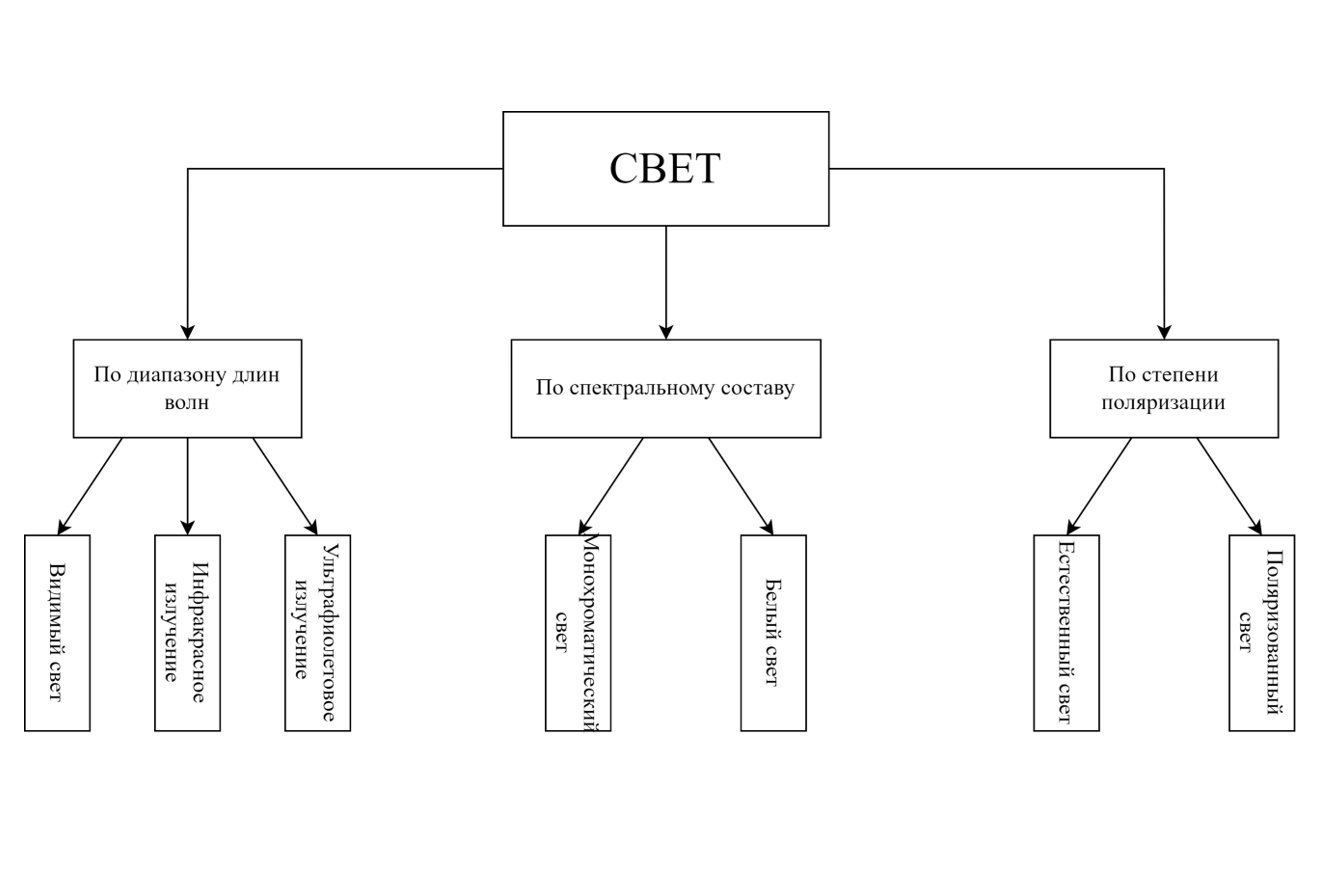 СВЕТ
По диапазону длин
волн
По спектральному составу
По степени
поляризации
Видимый свет
Инфракрасное
излучение
Ультрафиолетовое
излучение
Монохроматический
свет
Белый свет
Естественный свет
Поляризованный
свет